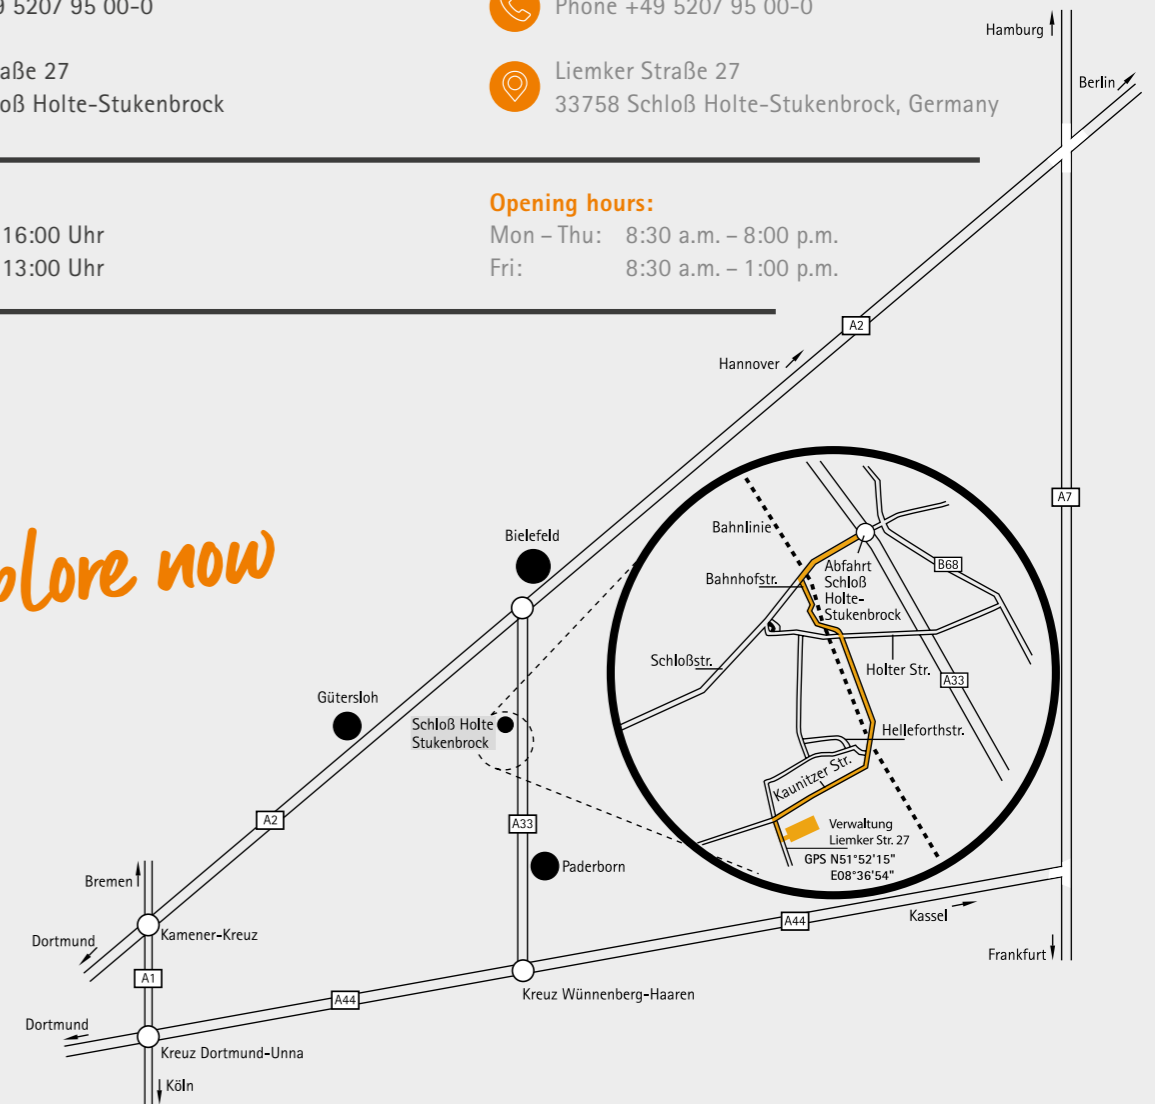 9 5207 95 00-0
Phone +49 5207 95 00-0
aße 27
oß Holte-Stukenbrock
Liemker Straße 27
33758 Schloß Holte-Stukenbrock, Germany
16:00 Uhr
13:00 Uhr
Opening hours:
Mon – Thu: 8:30 a.m. – 8:00 p.m.
Fri: 8:30 a.m. – 1:00 p.m.
plore now
Hamburg
Berlin
A2
Hannover
A7
Bielefeld
Gütersloh
Schloß Holte
Stukenbrock
A2
A33
Paderborn
Bremen
Dortmund
Kamener-Kreuz
A1
Dortmund
Kreuz Dortmund-Unna
Köln
A44
Kreuz Wünnenberg-Haaren
A44
Kassel
Frankfurt
Bahnlinie
Bahnhofstr.
Abfahrt
Schloß
Holte-
Stukenbrock
B68
Schloßstr.
Holter Str.
A33
Helleforthstr.
Kaunitzer Str.
Verwaltung
Liemker Str. 27
GPS N51°52'15"
E08°36'54"